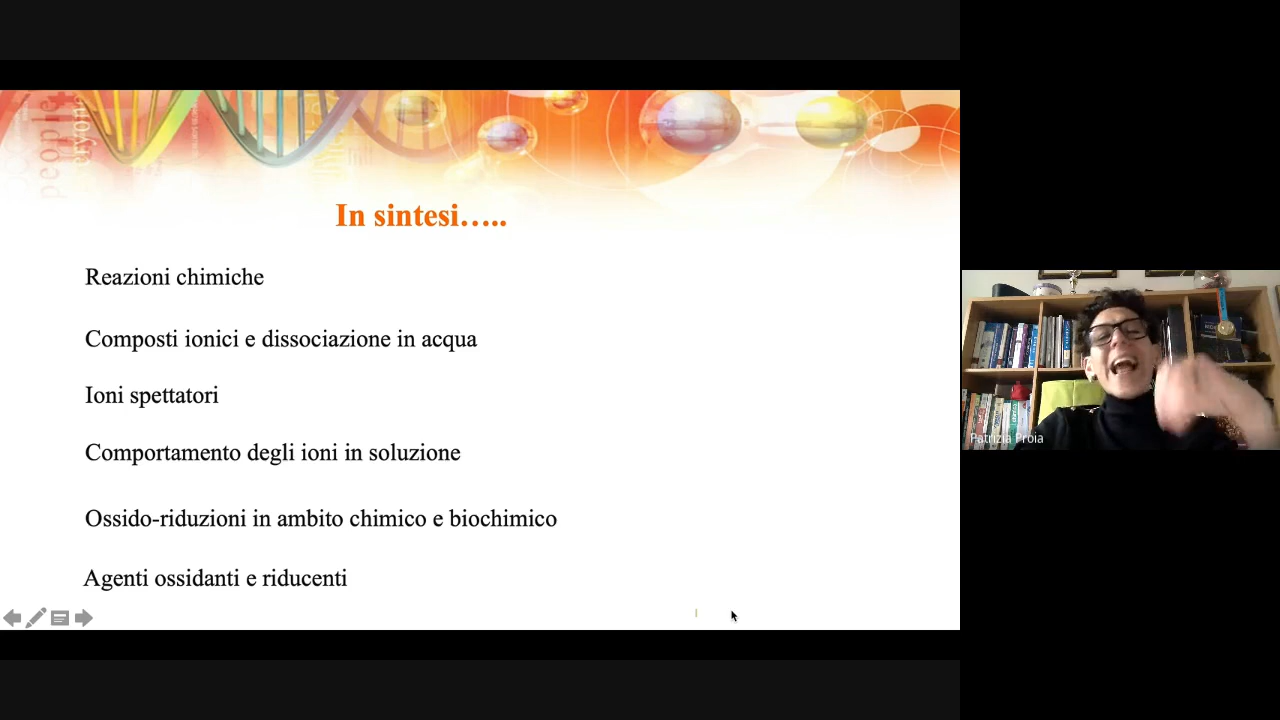 people
In sintesi…..
Reazioni chimiche
Composti ionici e dissociazione in acqua
Ioni spettatori
Comportamento degli ioni in soluzione
Ossido-riduzioni in ambito chimico e biochimico
Agenti ossidanti e riducenti
Patrizia Proia